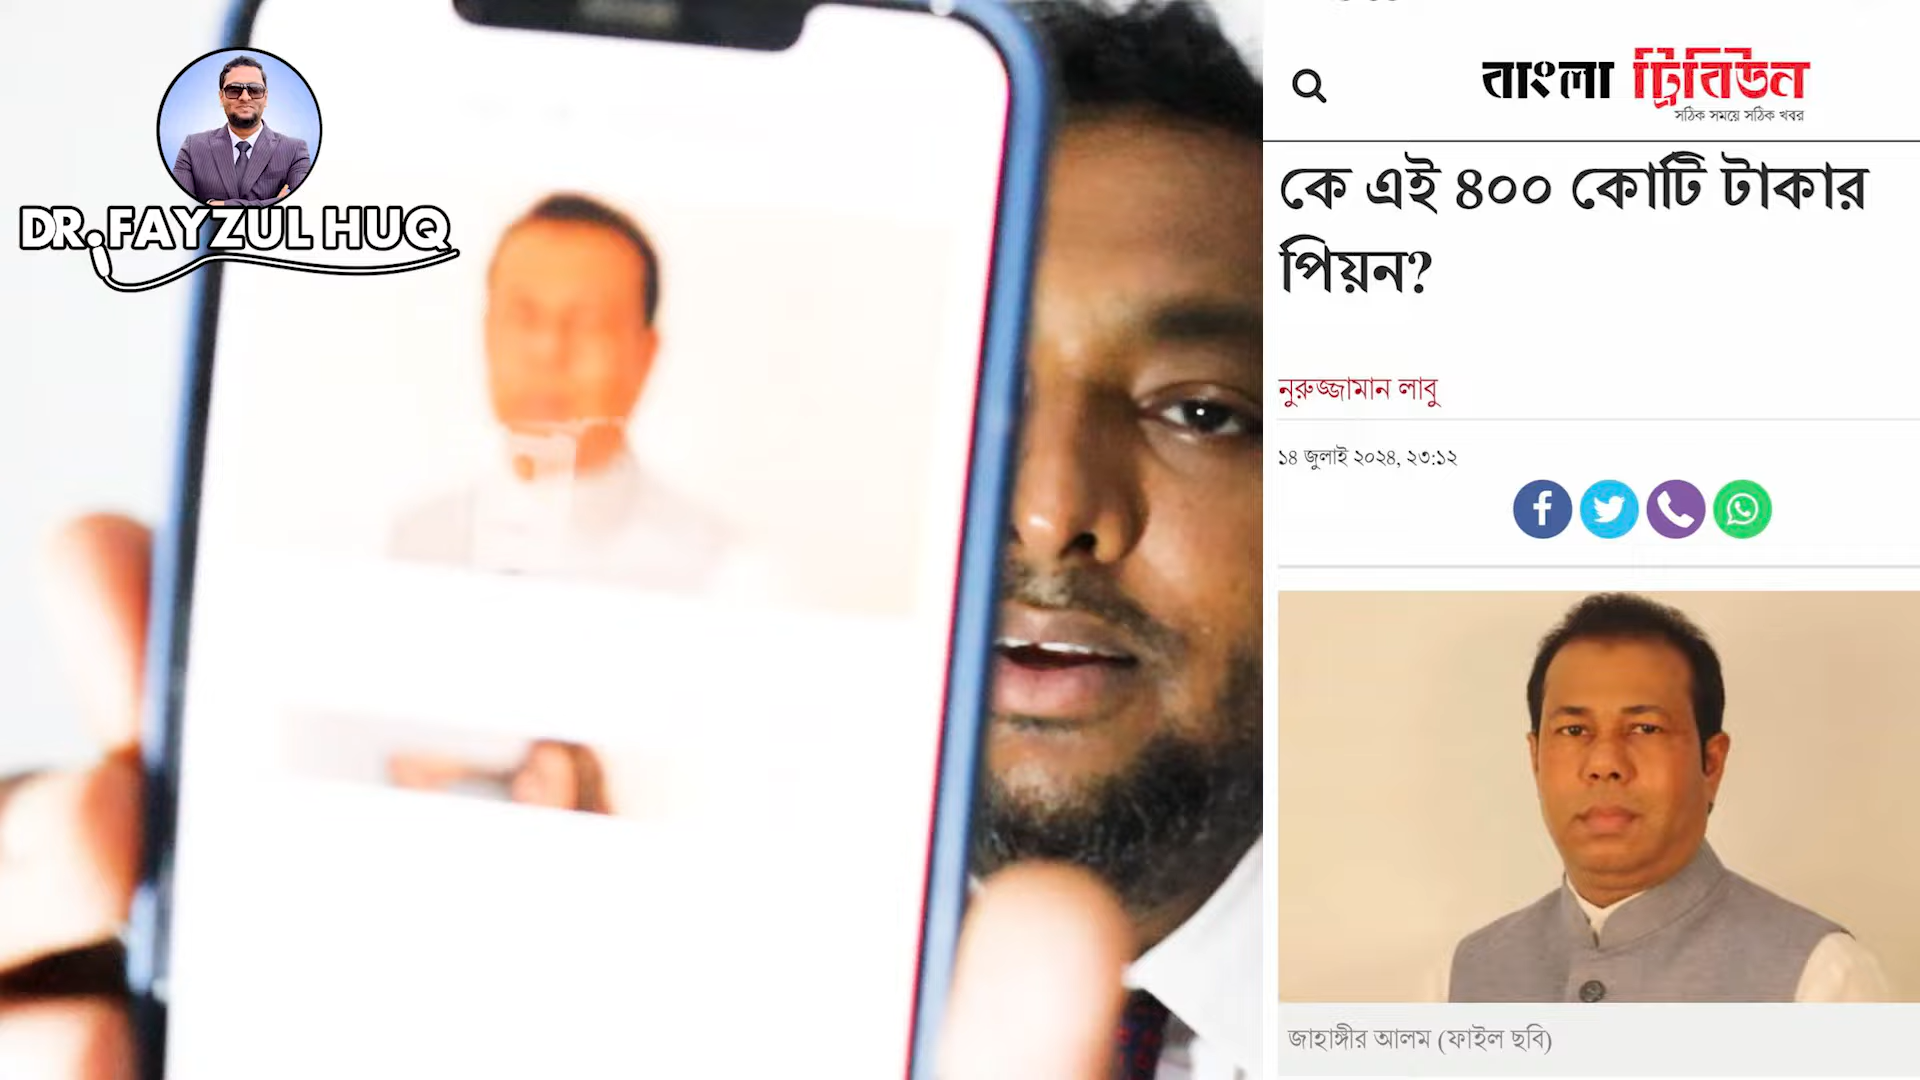 DR. FAYZUL HUQ
বাংলা ট্রিবিউন
সঠিক সময়ে সঠিক খবর
কে এই ৪০০ কোটি টাকার
পিয়ন?
নুরুজ্জামান লাবু
১৪ জুলাই ২০২৪, ২৩:১২
জাহাঙ্গীর আলম (ফাইল ছবি)